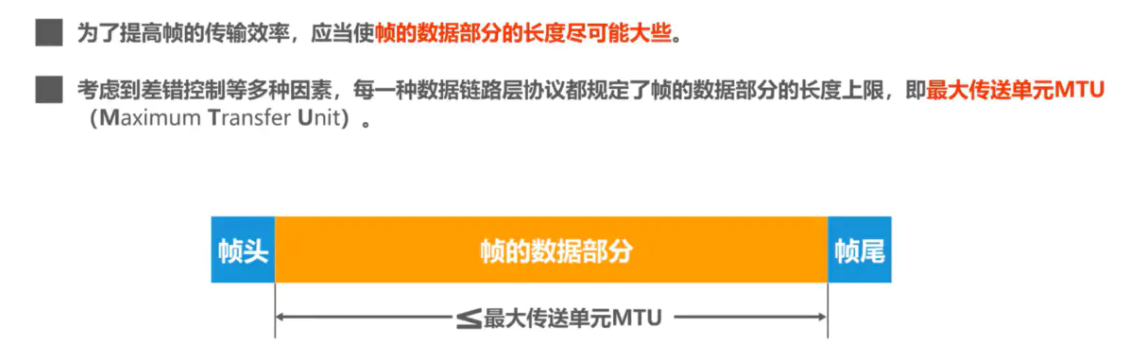 为了提高帧的传输效率，应当使帧的数据部分的长度尽可能大些。
考虑到差错控制等多种因素，每一种数据链路层协议都规定了帧的数据部分的长度上限，即最大传送单元MTU
（Maximum Transfer Unit）。
帧头 帧的数据部分 帧尾
≤最大传送单元MTU